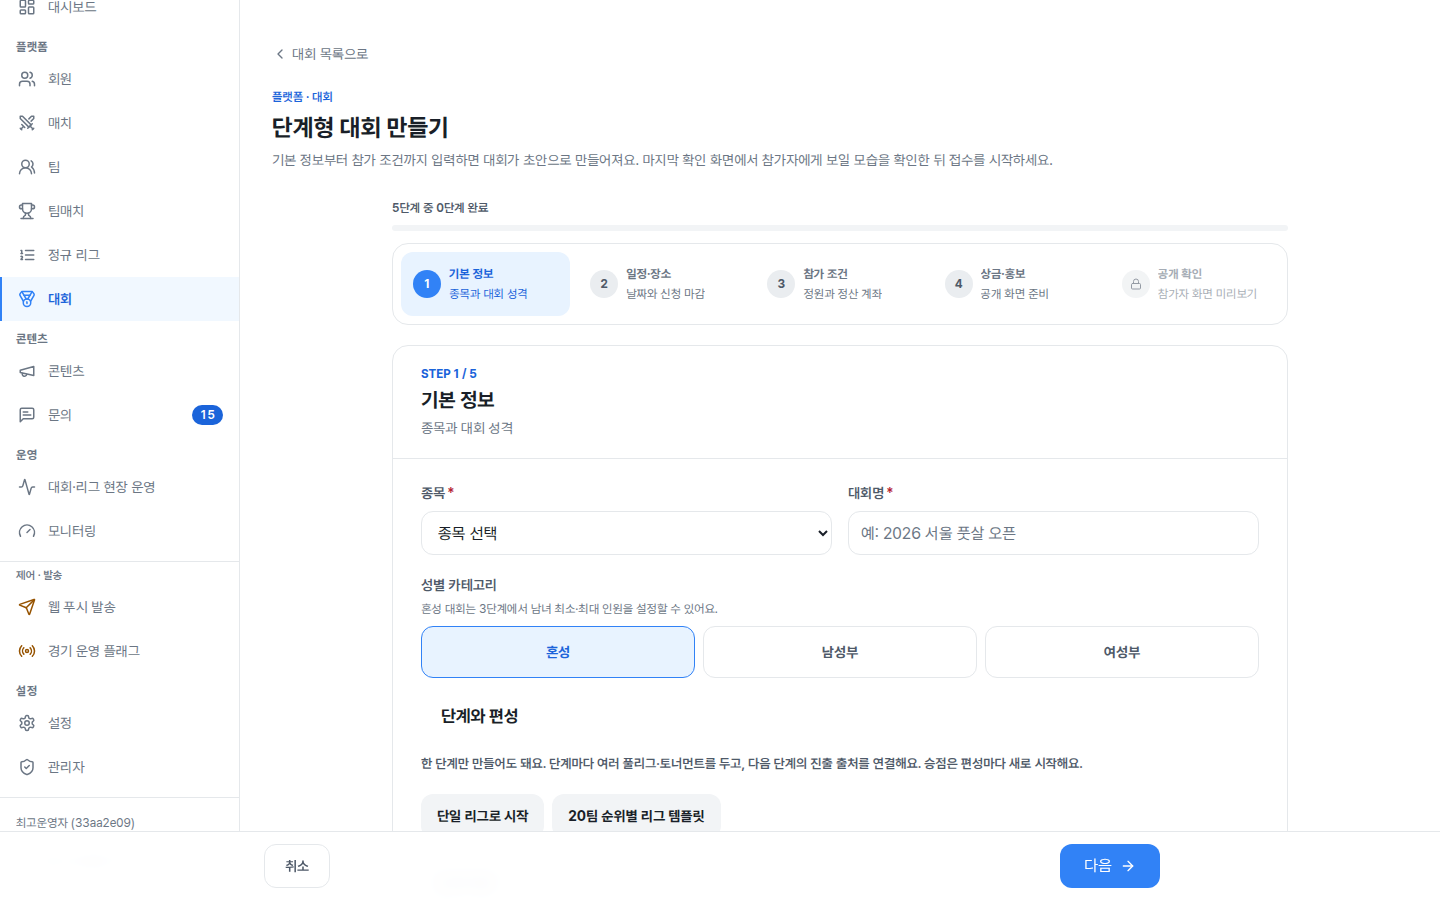 대시보드
플랫폼
회원
매치
팀
팀매치
정규 리그
대회
콘텐츠
콘텐츠
문의
15
운영
대회·리그 현장 운영
모니터링
제어 · 발송
웹 푸시 발송
경기 운영 플래그
설정
설정
관리자
최고운영자 (33aa2e09)
대회 목록으로
플랫폼 · 대회
단계형 대회 만들기
기본 정보부터 참가 조건까지 입력하면 대회가 초안으로 만들어져요. 마지막 확인 화면에서 참가자에게 보일 모습을 확인한 뒤 접수를 시작하세요.
5단계 중 0단계 완료
1
기본 정보
종목과 대회 성격
2
일정·장소
날짜와 신청 마감
3
참가 조건
정원과 정산 계좌
4
상금·홍보
공개 화면 준비
공개 확인
참가자 화면 미리보기
STEP 1 / 5
기본 정보
종목과 대회 성격
종목 *
종목 선택
대회명 *
예: 2026 서울 풋살 오픈
성별 카테고리
혼성 대회는 3단계에서 남녀 최소·최대 인원을 설정할 수 있어요.
혼성
남성부
여성부
단계와 편성
한 단계만 만들어도 돼요. 단계마다 여러 풀리그·토너먼트를 두고, 다음 단계의 진출 출처를 연결해요. 승점은 편성마다 새로 시작해요.
단일 리그로 시작
20팀 순위별 리그 템플릿
취소
다음